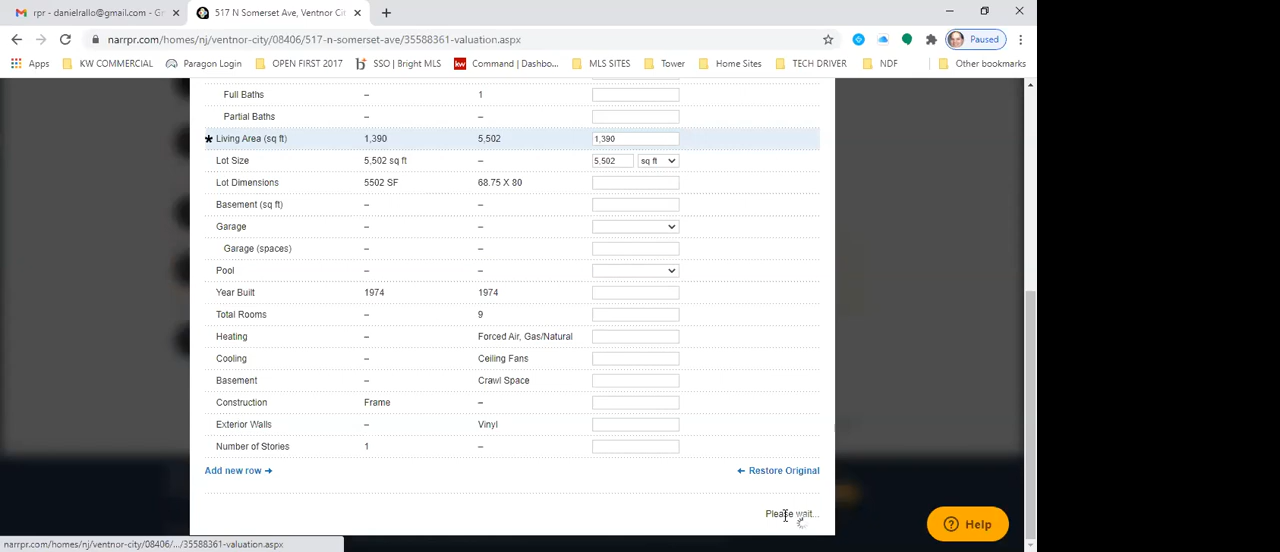 rpr - danielrallo@gmail.com - Gr
517 N Somerset Ave, Ventnor City
narrpr.com/homes/nj/ventnor-city/08406/517-n-somerset-ave/35588361-valuation.aspx
Paused
Apps KW COMMERCIAL Paragon Login OPEN FIRST 2017 SSO | Bright MLS Command | Dashbo... MLS SITES Tower Home Sites TECH DRIVER NDF Other bookmarks
Full Baths – 1
Partial Baths – –
* Living Area (sq ft) 1,390 5,502 1,390
Lot Size 5,502 sq ft – 5,502 sq ft
Lot Dimensions 5502 SF 68.75 X 80
Basement (sq ft) – –
Garage – –
Garage (spaces) – –
Pool – –
Year Built 1974 1974
Total Rooms – 9
Heating – Forced Air, Gas/Natural
Cooling – Ceiling Fans
Basement – Crawl Space
Construction Frame –
Exterior Walls – Vinyl
Number of Stories 1 –
Add new row → ← Restore Original
Please wait...
Help
narrpr.com/homes/nj/ventnor-city/08406/.../35588361-valuation.aspx